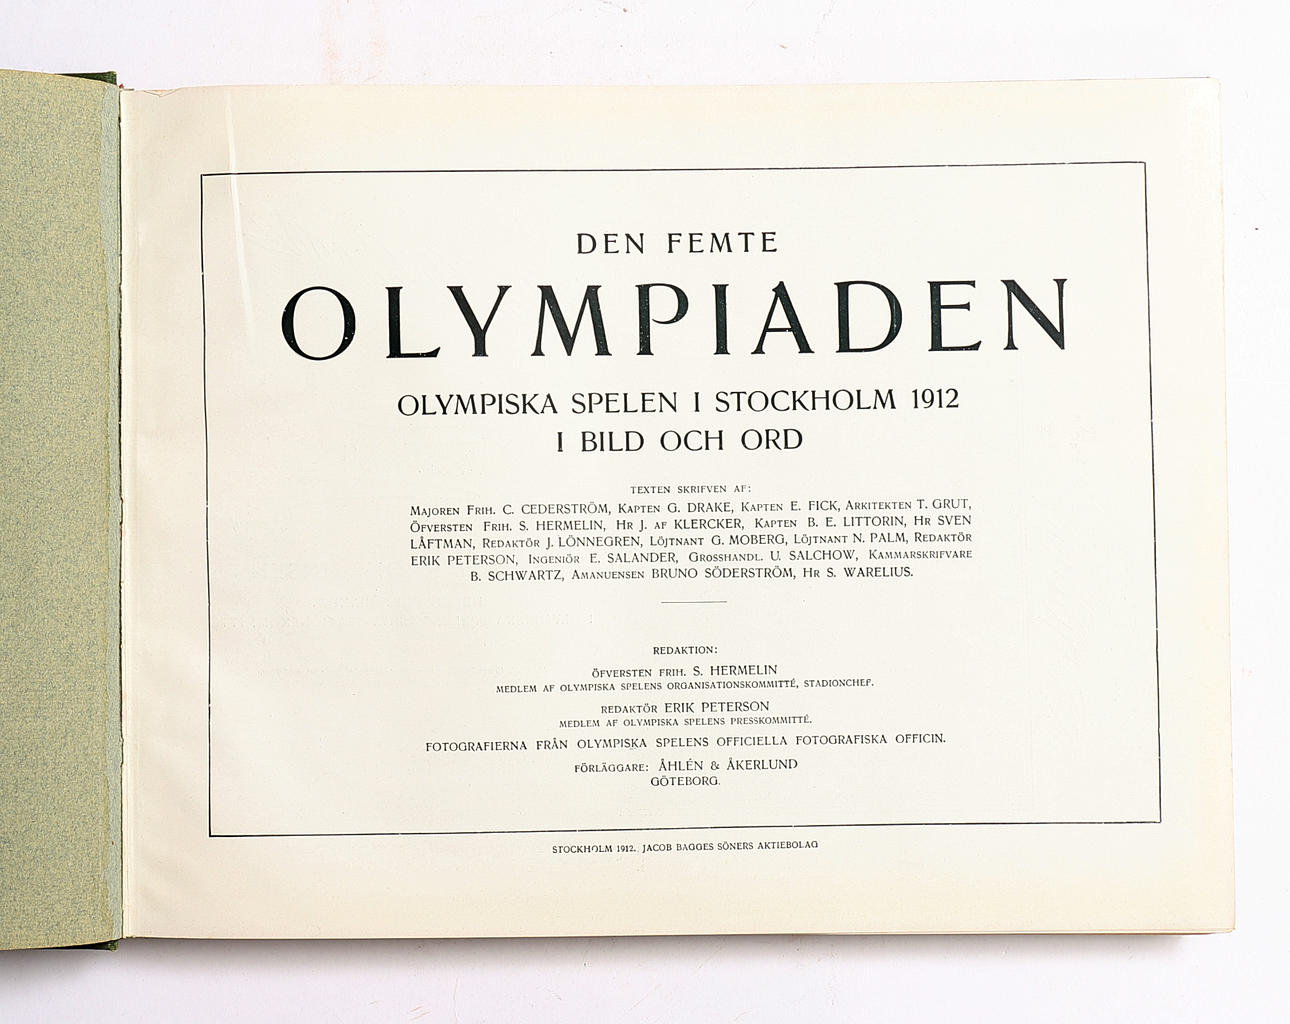 DEN FEMTE
OLYMPIADEN
OLYMPISKA SPELEN I STOCKHOLM 1912
I BILD OCH ORD
TEXTEN SKRIFVEN AF:
MAJOREN FRIH. C. CEDERSTRÖM, KAPTEN G. DRAKE, KAPTEN E. FICK, ARKITEKTEN T. GRUT,
ÖFVERSTEN FRIH. S. HERMELIN, HR J. AF KLERCKER, KAPTEN B. E. LITTORIN, HR SVEN
LÅFTMAN, REDAKTÖR J. LÖNNEGREN, LÖJTNANT G. MOBERG, LÖJTNANT N. PALM, REDAKTÖR
ERIK PETERSON, INGENIÖR E. SALANDER, GROSSHANDL. U. SALCHOW, KAMMARSKRIFVARE
B. SCHWARTZ, AMANUENSEN BRUNO SÖDERSTRÖM, HR S. WARELIUS.
REDAKTION:
ÖFVERSTEN FRIH. S. HERMELIN
MEDLEM AF OLYMPISKA SPELENS ORGANISATIONSKOMMITTÉ, STADIONCHEF.
REDAKTÖR ERIK PETERSON
MEDLEM AF OLYMPISKA SPELENS PRESSKOMMITTÉ.
FOTOGRAFIERNA FRÅN OLYMPISKA SPELENS OFFICIELLA FOTOGRAFISKA OFFICIN.
FÖRLÄGGARE: ÅHLÉN & ÅKERLUND
GÖTEBORG.
STOCKHOLM 1912. JACOB BAGGES SÖNERS AKTIEBOLAG